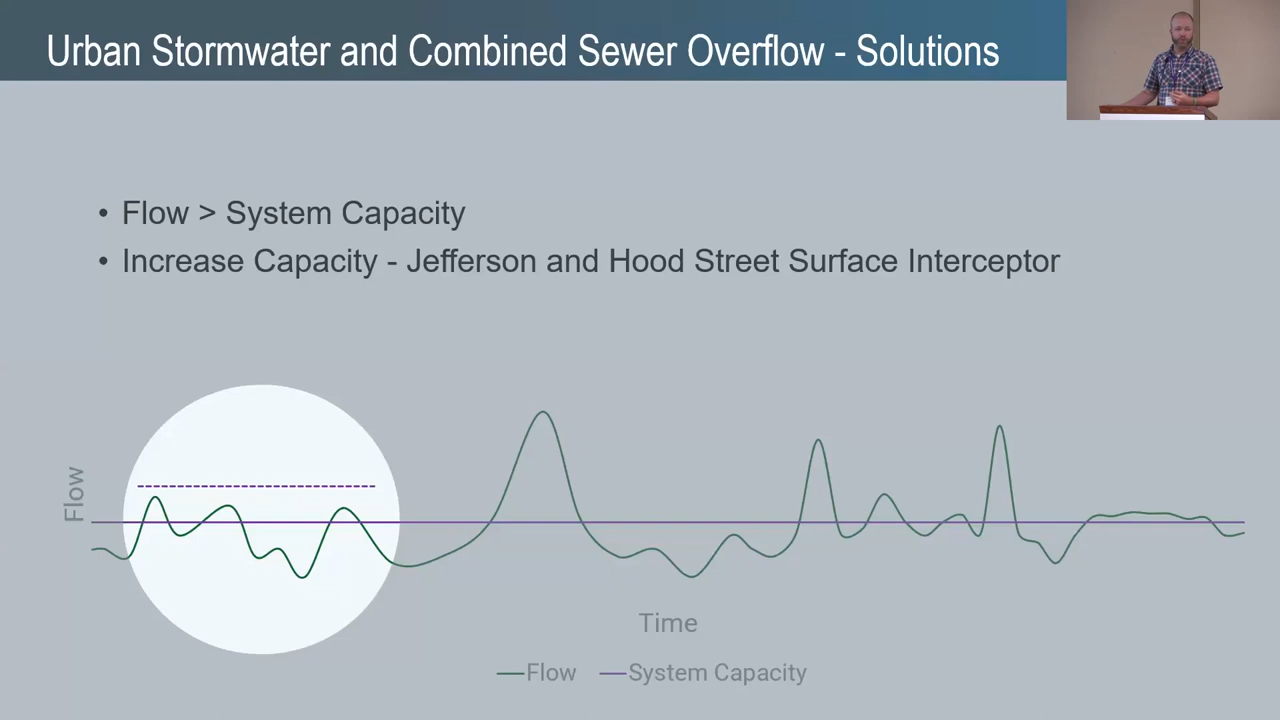 Urban Stormwater and Combined Sewer Overflow - Solutions
• Flow > System Capacity
• Increase Capacity - Jefferson and Hood Street Surface Interceptor
Flow
Time
Flow
System Capacity